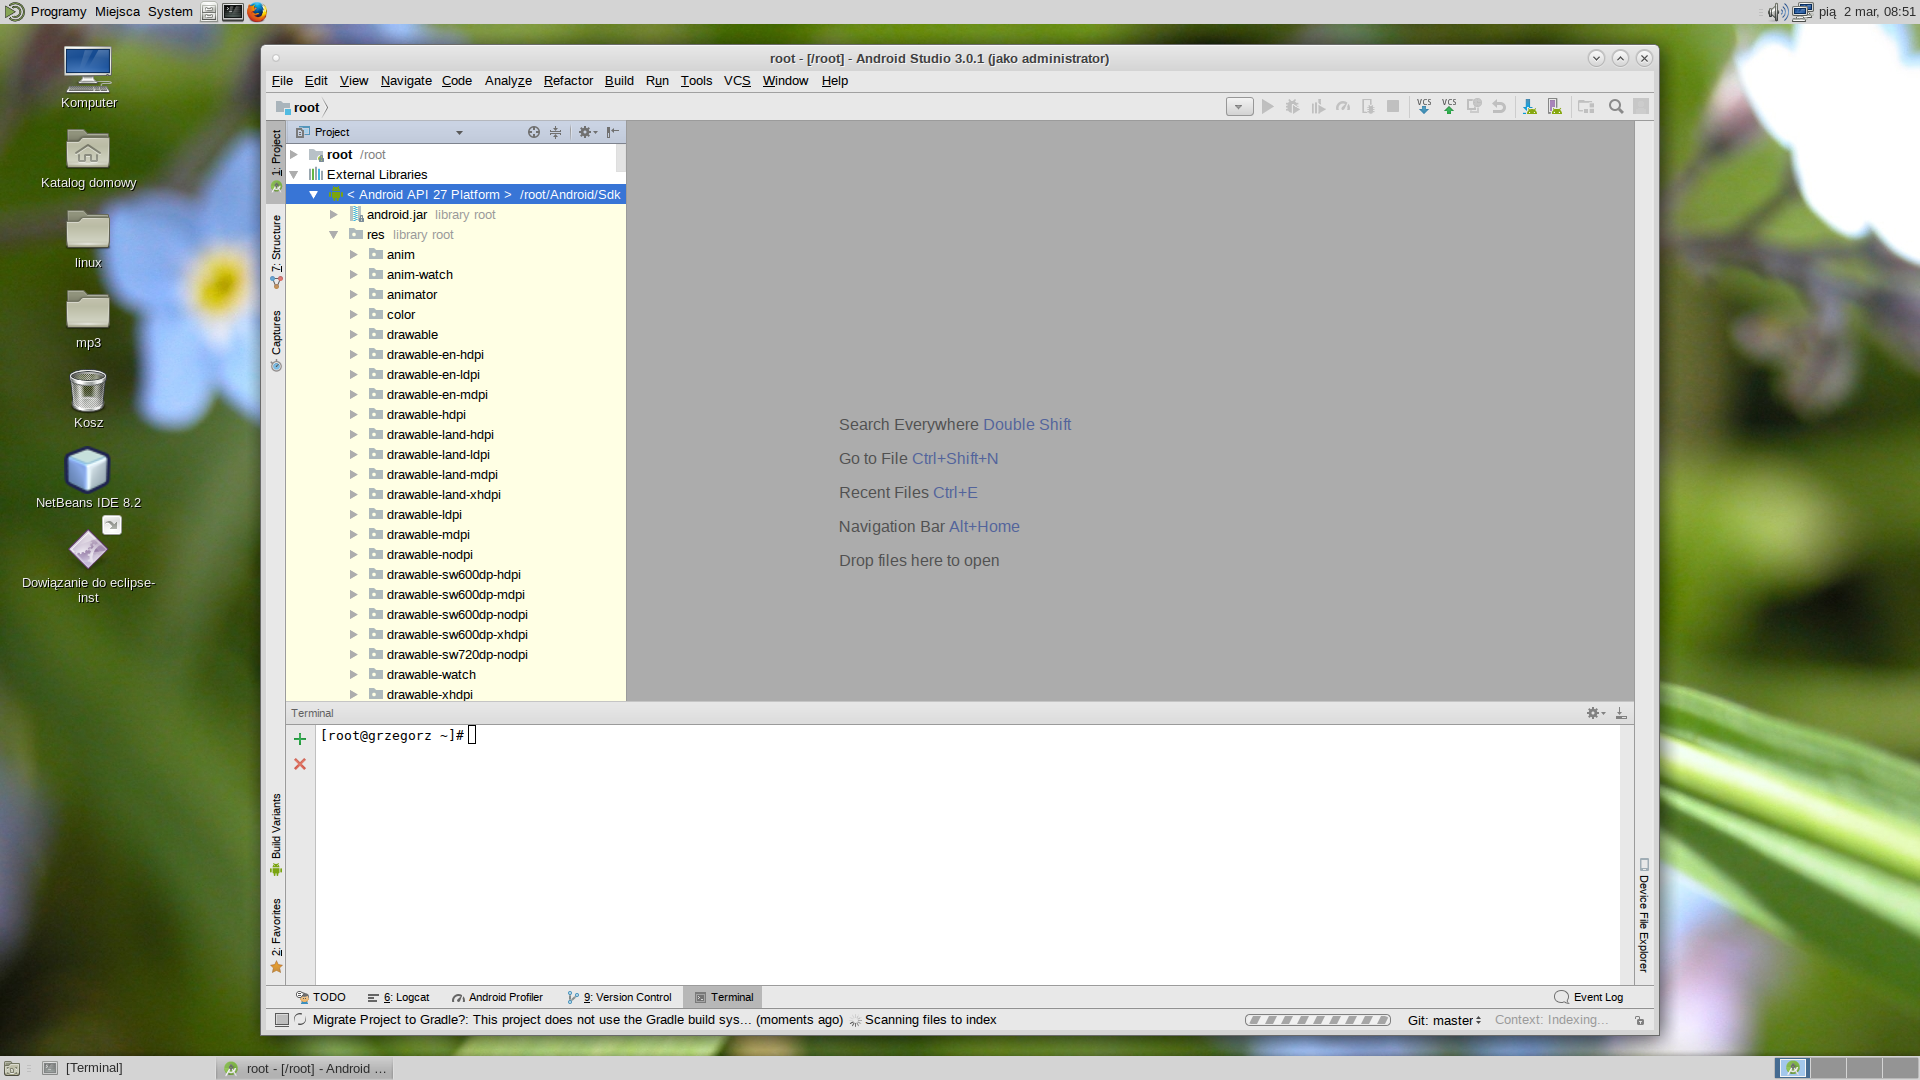 Programy Miejsca System
pią 2 mar, 08:51
Komputer
Katalog domowy
linux
mp3
Kosz
NetBeans IDE 8.2
Dowiązanie do eclipse-
inst
root - [/root] - Android Studio 3.0.1 (jako administrator)
File Edit View Navigate Code Analyze Refactor Build Run Tools VCS Window Help
root
VCS VCS
1: Project
7: Structure
Captures
Build Variants
2: Favorites
Project
root /root
External Libraries
< Android API 27 Platform > /root/Android/Sdk
android.jar library root
res library root
anim
anim-watch
animator
color
drawable
drawable-en-hdpi
drawable-en-ldpi
drawable-en-mdpi
drawable-hdpi
drawable-land-hdpi
drawable-land-ldpi
drawable-land-mdpi
drawable-land-xhdpi
drawable-ldpi
drawable-mdpi
drawable-nodpi
drawable-sw600dp-hdpi
drawable-sw600dp-mdpi
drawable-sw600dp-nodpi
drawable-sw600dp-xhdpi
drawable-sw720dp-nodpi
drawable-watch
drawable-xhdpi
Search Everywhere Double Shift
Go to File Ctrl+Shift+N
Recent Files Ctrl+E
Navigation Bar Alt+Home
Drop files here to open
Terminal
[root@grzegorz ~]#
Device File Explorer
TODO 6: Logcat Android Profiler 9: Version Control Terminal Event Log
Migrate Project to Gradle?: This project does not use the Gradle build sys... (moments ago) Scanning files to index Git: master Context: Indexing...
[Terminal]
root - [/root] - Android ...